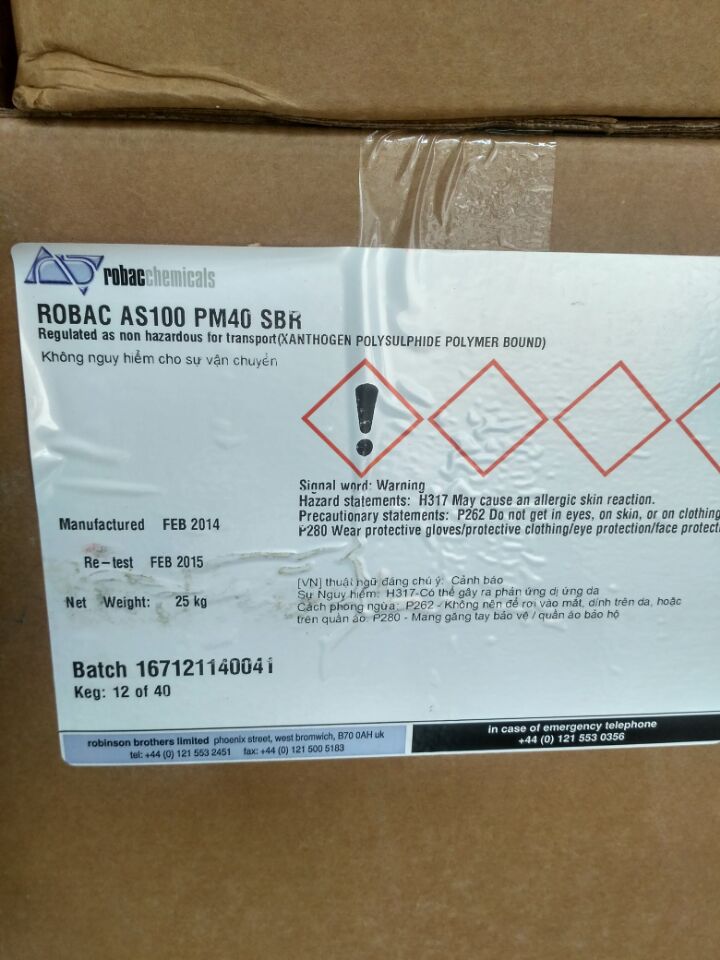 robacchemicals
ROBAC AS100 PM40 SBR
Regulated as non hazardous for transport(XANTHOGEN POLYSULPHIDE POLYMER BOUND)
Không nguy hiểm cho sự vận chuyển
Signal word: Warning
Hazard statements: H317 May cause an allergic skin reaction.
Precautionary statements: P262 Do not get in eyes, on skin, or on clothing
P280 Wear protective gloves/protective clothing/eye protection/face
Manufactured FEB 2014
Re-test FEB 2015
Net Weight: 25 kg
[VN] thuật ngữ đáng chú ý: Cảnh báo
Sự Nguy hiểm: H317-Có thể gây ra phản ứng dị ứng da
Cách phòng ngừa: P262 - Không nên để rơi vào mắt, dính trên da, hoặc
trên quần áo. P280 - Mang găng tay bảo vệ / quần áo bảo hộ
Batch 167121140041
Keg: 12 of 40
robinson brothers limited phoenix street, west bromwich, B70 0AH uk
tel: +44 (0) 121 553 2451 fax: +44 (0) 121 500 5183
in case of emergency telephone
+44 (0) 121 553 0356